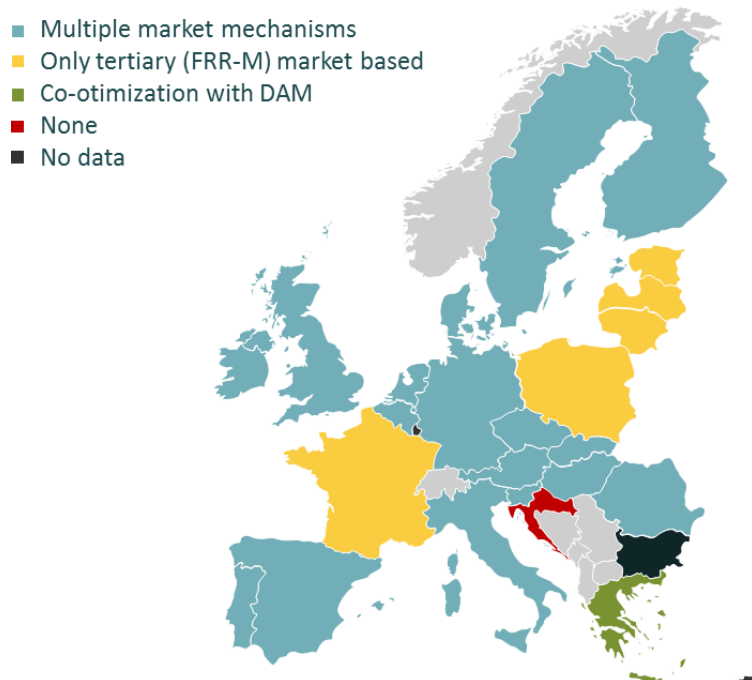 Multiple market mechanisms
Only tertiary (FRR-M) market based
Co-otimization with DAM
None
No data